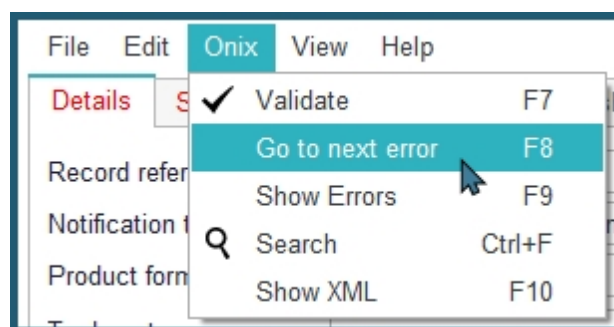 File Edit Onix View Help
Details S
Validate F7
Go to next error F8
Record refer
Show Errors F9
Notification t
Search Ctrl+F
Product form
Show XML F10